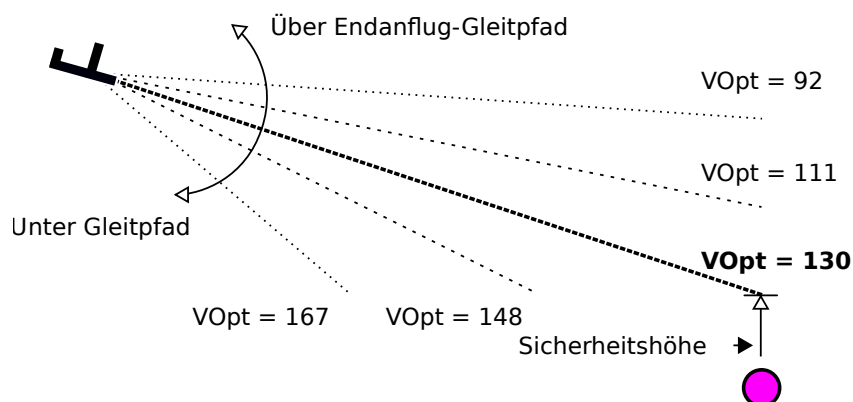 Über Endanflug-Gleitpfad
VOpt = 92
VOpt = 111
Unter Gleitpfad
VOpt = 130
VOpt = 167
VOpt = 148
Sicherheitshöhe